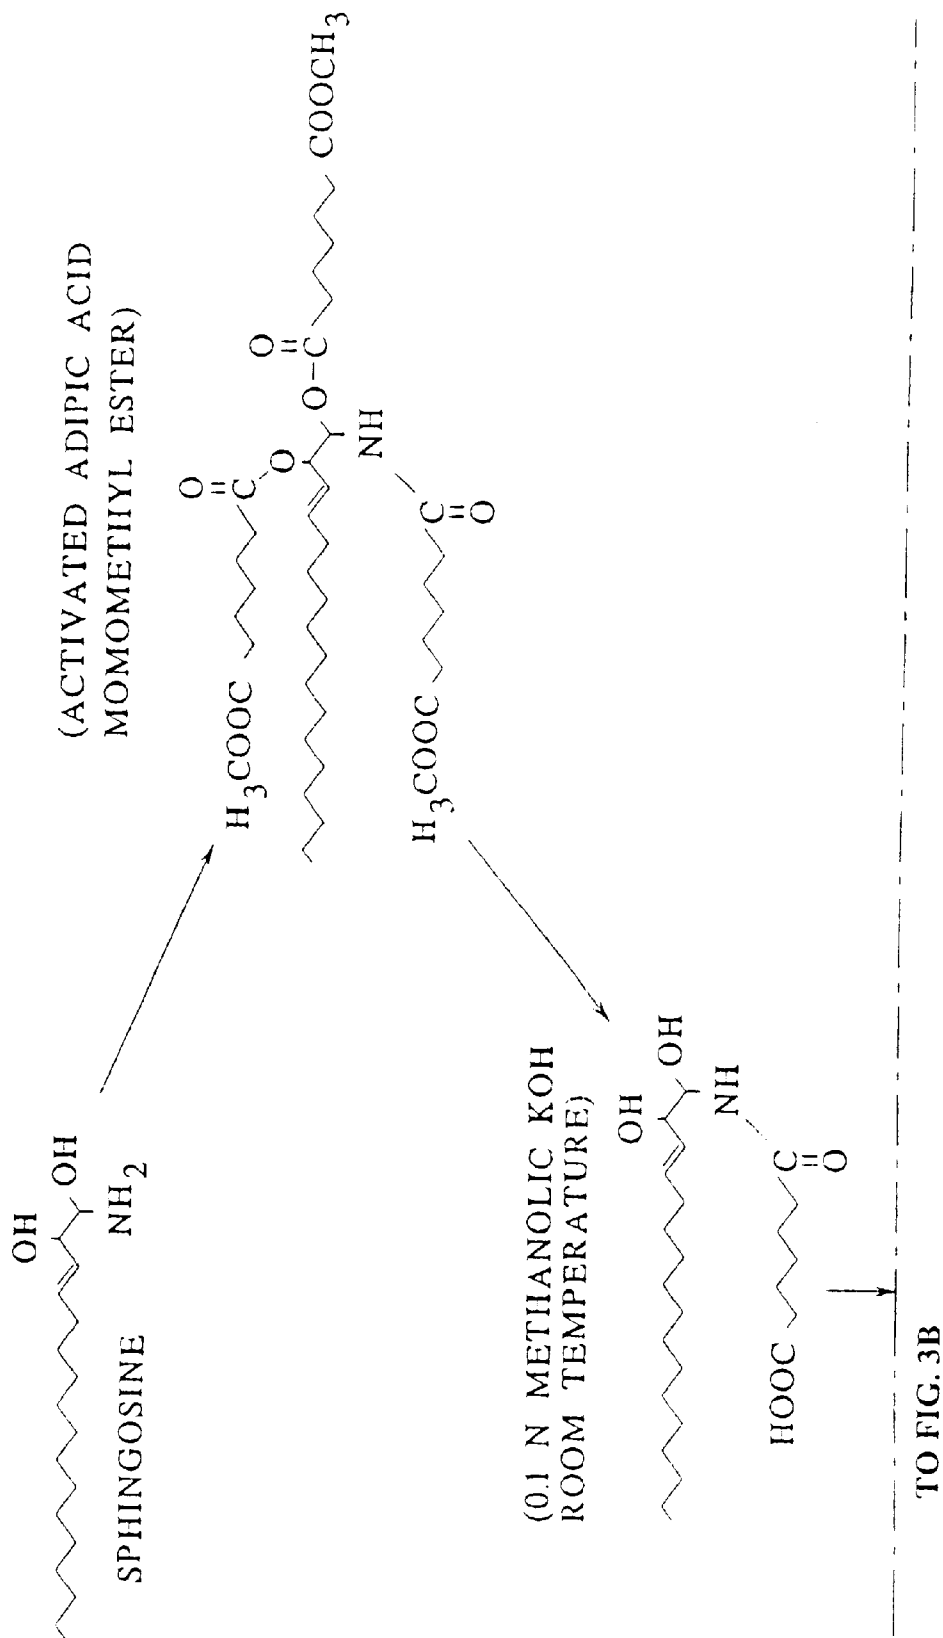 OH
OH
NH2
SPHINGOSINE
(ACTIVATED ADIPIC ACID
MOMOMETHYL ESTER)
O
C
O
H3COOC
O
O
C
COOCH3
NH
C
O
H3COOC
(0.1 N METHANOLIC KOH
ROOM TEMPERATURE)
OH
OH
NH
C
O
HOOC
TO FIG. 3B